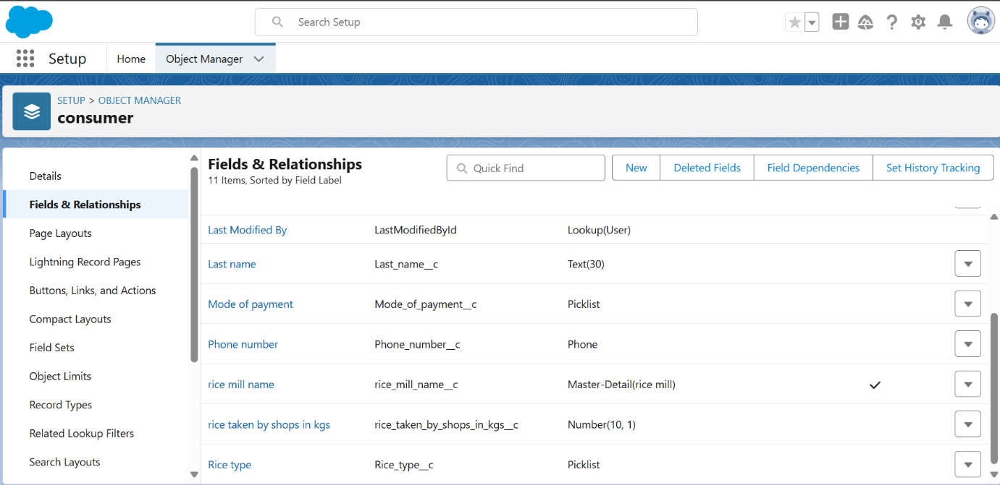 Search Setup
Setup
Home
Object Manager
SETUP > OBJECT MANAGER
consumer
Details
Fields & Relationships
Page Layouts
Lightning Record Pages
Buttons, Links, and Actions
Compact Layouts
Field Sets
Object Limits
Record Types
Related Lookup Filters
Search Layouts
Fields & Relationships
11 Items, Sorted by Field Label
Quick Find
New
Deleted Fields
Field Dependencies
Set History Tracking
Last Modified By LastModifiedById Lookup(User)
Last name Last_name__c Text(30)
Mode of payment Mode_of_payment__c Picklist
Phone number Phone_number__c Phone
rice mill name rice_mill_name__c Master-Detail(rice mill)
rice taken by shops in kgs rice_taken_by_shops_in_kgs__c Number(10, 1)
Rice type Rice_type__c Picklist